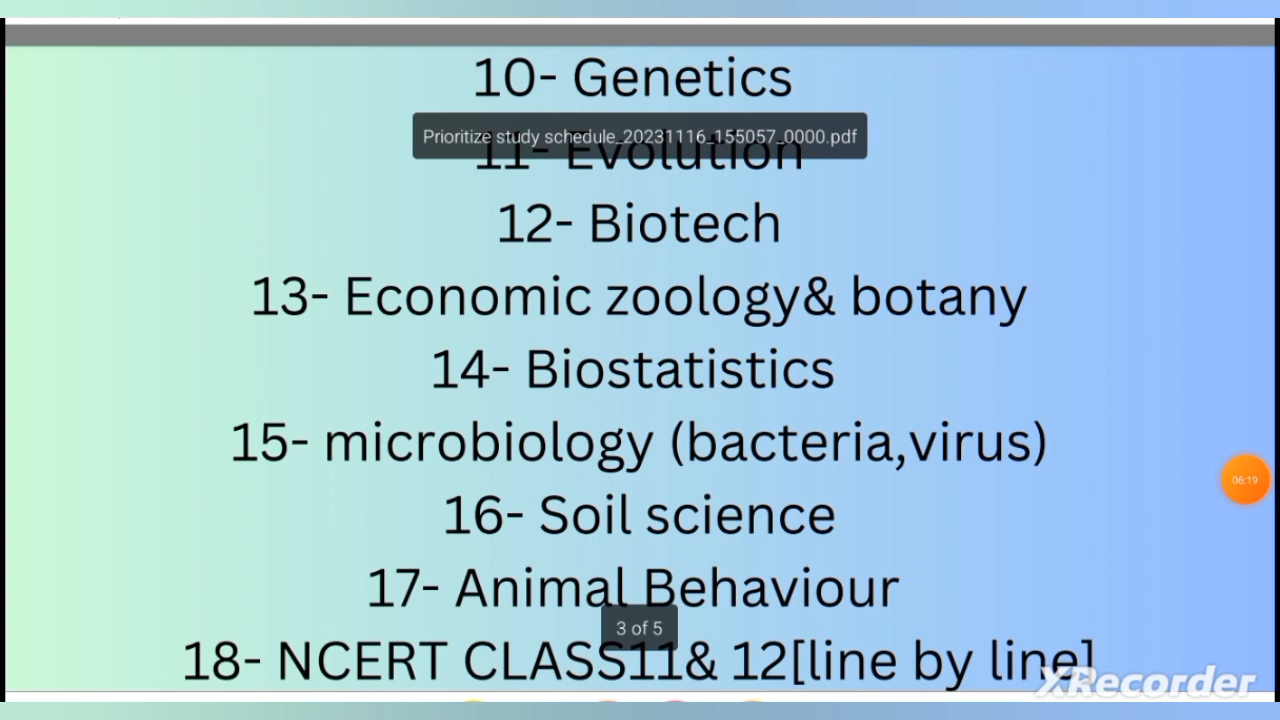 10- Genetics
Prioritize study schedule_20231116_155057_0000.pdf
11- Evolution
12- Biotech
13- Economic zoology& botany
14- Biostatistics
15- microbiology (bacteria,virus)
06:19
16- Soil science
17- Animal Behaviour
3 of 5
18- NCERT CLASS11& 12[line by line]
XRecorder